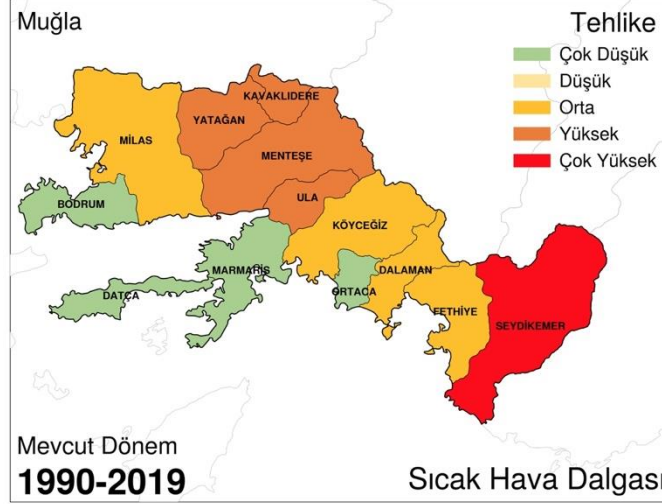 Muğla
Tehlike
Çok Düşük
Düşük
Orta
Yüksek
Çok Yüksek
KAVAKLIDERE
YATAĞAN
MİLAS
MENTEŞE
ULA
BODRUM
KÖYCEĞİZ
MARMARİS
DALAMAN
DATÇA
ORTACA
FETHİYE
SEYDİKEMER
Mevcut Dönem
1990-2019
Sıcak Hava Dalgası